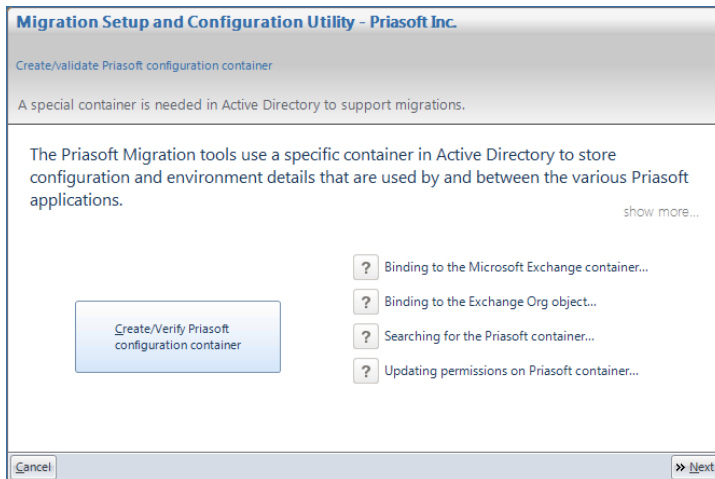 Migration Setup and Configuration Utility - Priasoft Inc.
Create/validate Priasoft configuration container
A special container is needed in Active Directory to support migrations.
The Priasoft Migration tools use a specific container in Active Directory to store
configuration and environment details that are used by and between the various Priasoft
applications.
show more...
Create/Verify Priasoft
configuration container
? Binding to the Microsoft Exchange container...
? Binding to the Exchange Org object...
? Searching for the Priasoft container...
? Updating permissions on Priasoft container...
Cancel
» Next